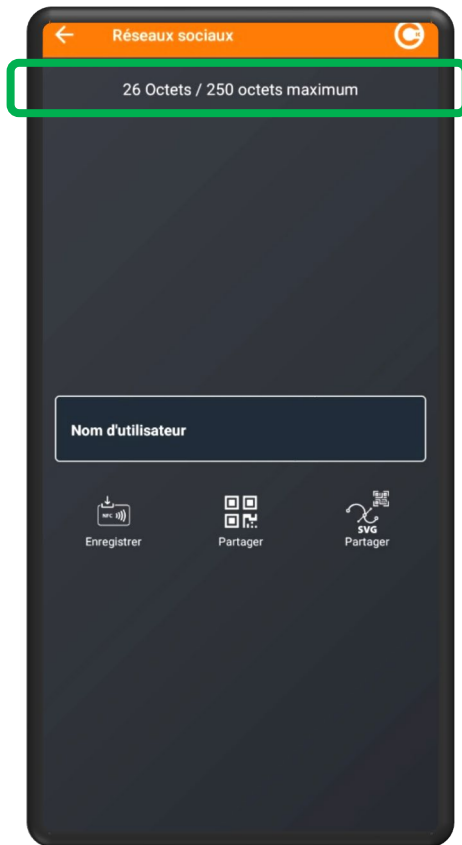 Réseaux sociaux
26 Octets / 250 octets maximum
Nom d'utilisateur
NFC
SVG
Enregistrer
Partager
Partager